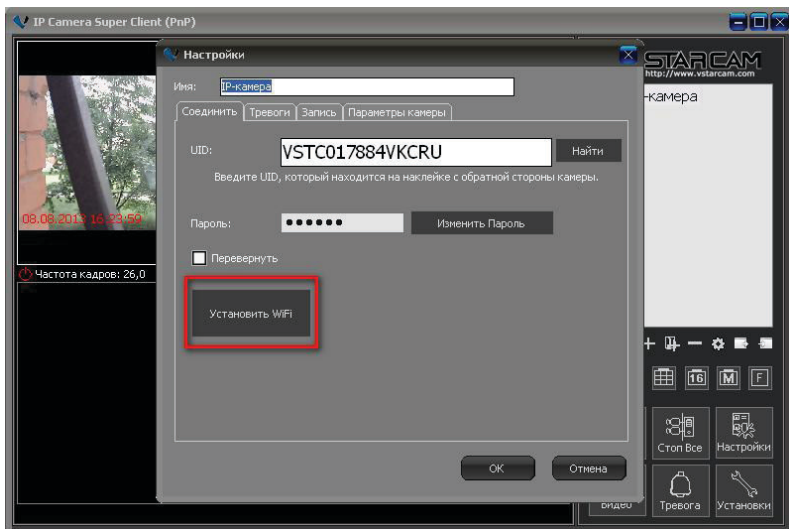 IP Camera Super Client (PnP)
Настройки
STARCAM
http://www.vstarcam.com
Имя: IP-камера
-камера
Соединить Тревоги Запись Параметры камеры
UID: VSTC017884VKCRU Найти
Введите UID, который находится на наклейке с обратной стороны камеры.
08.08.2013 16:23:59
Пароль: ●●●●●● Изменить Пароль
Перевернуть
Частота кадров: 26,0
Установить WiFi
16 M F
Стоп Все Настройки
OK Отмена
Видео Тревога Установки